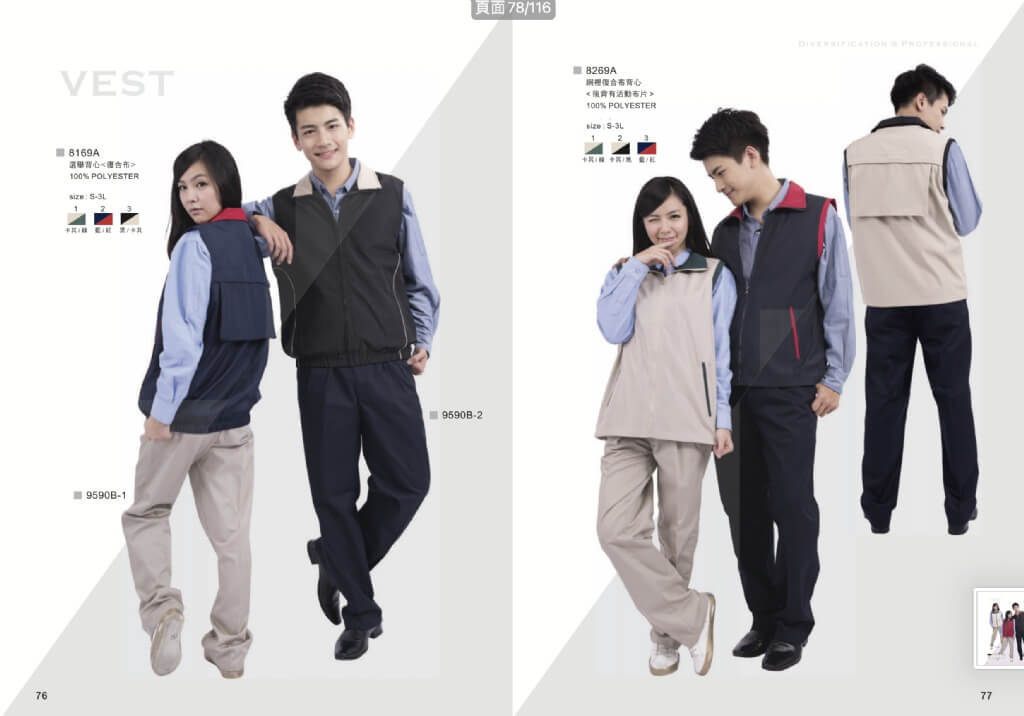 頁面 78/116
VEST
8169A
選舉背心<復合布>
100% POLYESTER
size : S-3L
1 2 3
卡其/綠 藍/紅 黑/卡其
9590B-2
9590B-1
76
DIVERSIFICATION & PROFESSIONAL
8269A
網裡復合布背心
<後背有活動布片>
100% POLYESTER
size : S-3L
1 2 3
卡其/綠 卡其/黑 藍/紅
77